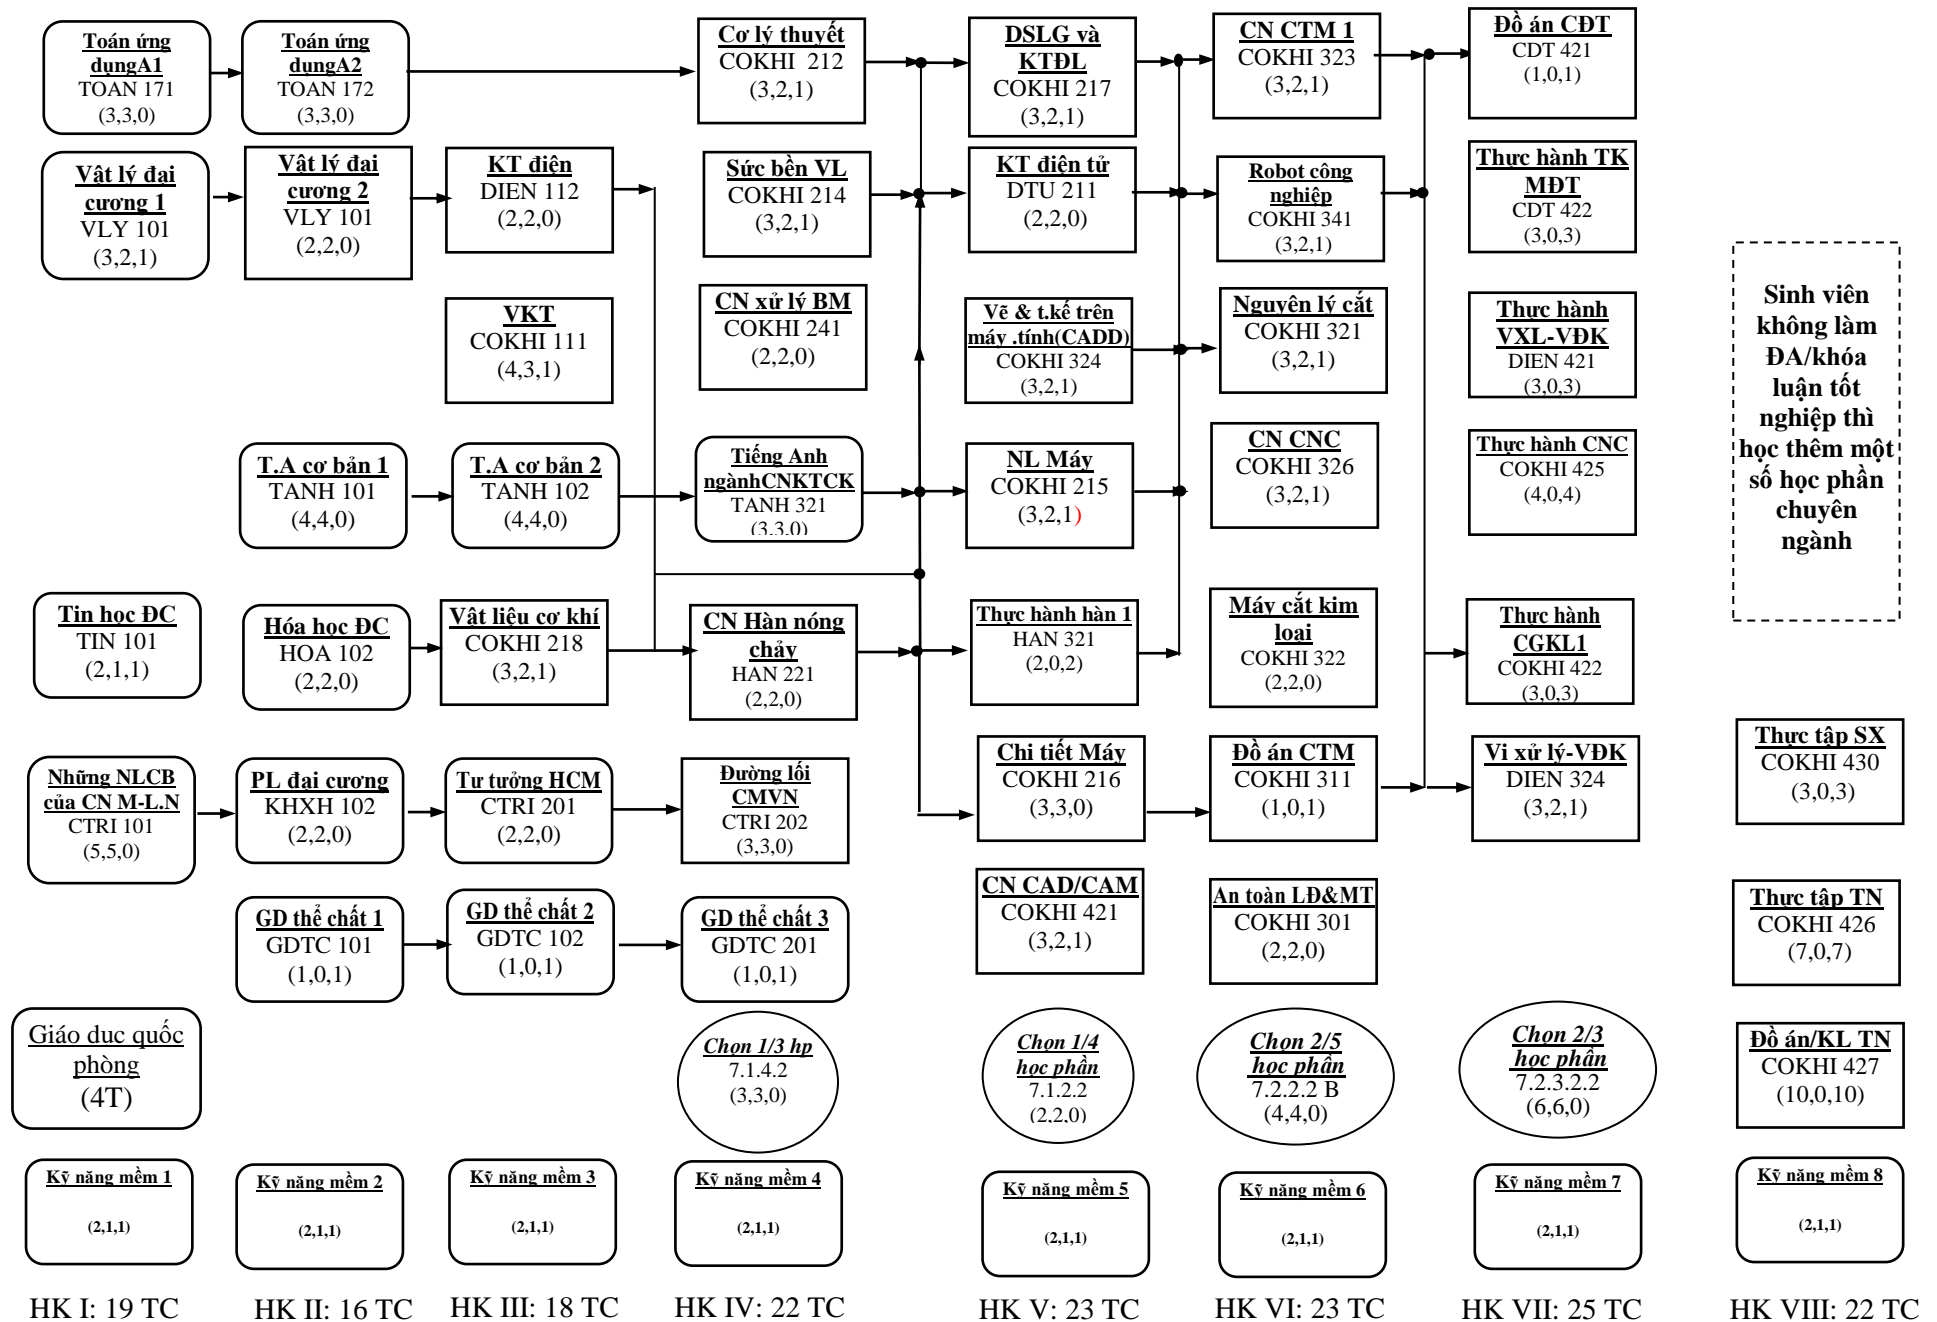 Toán ứng
dụngA1
TOAN 171
(3,3,0)
Toán ứng
dụngA2
TOAN 172
(3,3,0)
Cơ lý thuyết
COKHI 212
(3,2,1)
DSLG và
KTĐL
COKHI 217
(3,2,1)
CN CTM 1
COKHI 323
(3,2,1)
Đồ án CĐT
CDT 421
(1,0,1)
Vật lý đại
cương 1
VLY 101
(3,2,1)
Vật lý đại
cương 2
VLY 101
(2,2,0)
KT điện
DIEN 112
(2,2,0)
Sức bền VL
COKHI 214
(3,2,1)
KT điện tử
DTU 211
(2,2,0)
Robot công
nghiệp
COKHI 341
(3,2,1)
Thực hành TK
MĐT
CDT 422
(3,0,3)
VKT
COKHI 111
(4,3,1)
CN xử lý BM
COKHI 241
(2,2,0)
Vẽ & t.kế trên
máy .tính(CADD)
COKHI 324
(3,2,1)
Nguyên lý cắt
COKHI 321
(3,2,1)
Thực hành
VXL-VĐK
DIEN 421
(3,0,3)
Sinh viên
không làm
ĐA/khóa
luận tốt
nghiệp thì
học thêm một
số học phần
chuyên
ngành
T.A cơ bản 1
TANH 101
(4,4,0)
T.A cơ bản 2
TANH 102
(4,4,0)
Tiếng Anh
ngànhCNKTCK
TANH 321
(3,3,0)
NL Máy
COKHI 215
(3,2,1)
CN CNC
COKHI 326
(3,2,1)
Thực hành CNC
COKHI 425
(4,0,4)
Tin học ĐC
TIN 101
(2,1,1)
Hóa học ĐC
HOA 102
(2,2,0)
Vật liệu cơ khí
COKHI 218
(3,2,1)
CN Hàn nóng
chảy
HAN 221
(2,2,0)
Thực hành hàn 1
HAN 321
(2,0,2)
Máy cắt kim
loại
COKHI 322
(2,2,0)
Thực hành
CGKL1
COKHI 422
(3,0,3)
Những NLCB
của CN M-L.N
CTRI 101
(5,5,0)
PL đại cương
KHXH 102
(2,2,0)
Tư tưởng HCM
CTRI 201
(2,2,0)
Đường lối
CMVN
CTRI 202
(3,3,0)
Chi tiết Máy
COKHI 216
(3,3,0)
Đồ án CTM
COKHI 311
(1,0,1)
Vi xử lý-VĐK
DIEN 324
(3,2,1)
Thực tập SX
COKHI 430
(3,0,3)
GD thể chất 1
GDTC 101
(1,0,1)
GD thể chất 2
GDTC 102
(1,0,1)
GD thể chất 3
GDTC 201
(1,0,1)
CN CAD/CAM
COKHI 421
(3,2,1)
An toàn LĐ&MT
COKHI 301
(2,2,0)
Thực tập TN
COKHI 426
(7,0,7)
Giáo dục quốc
phòng
(4T)
Chọn 1/3 hp
7.1.4.2
(3,3,0)
Chọn 1/4
học phần
7.1.2.2
(2,2,0)
Chọn 2/5
học phần
7.2.2.2 B
(4,4,0)
Chọn 2/3
học phần
7.2.3.2.2
(6,6,0)
Đồ án/KL TN
COKHI 427
(10,0,10)
Kỹ năng mềm 1
(2,1,1)
Kỹ năng mềm 2
(2,1,1)
Kỹ năng mềm 3
(2,1,1)
Kỹ năng mềm 4
(2,1,1)
Kỹ năng mềm 5
(2,1,1)
Kỹ năng mềm 6
(2,1,1)
Kỹ năng mềm 7
(2,1,1)
Kỹ năng mềm 8
(2,1,1)
HK I: 19 TC
HK II: 16 TC
HK III: 18 TC
HK IV: 22 TC
HK V: 23 TC
HK VI: 23 TC
HK VII: 25 TC
HK VIII: 22 TC